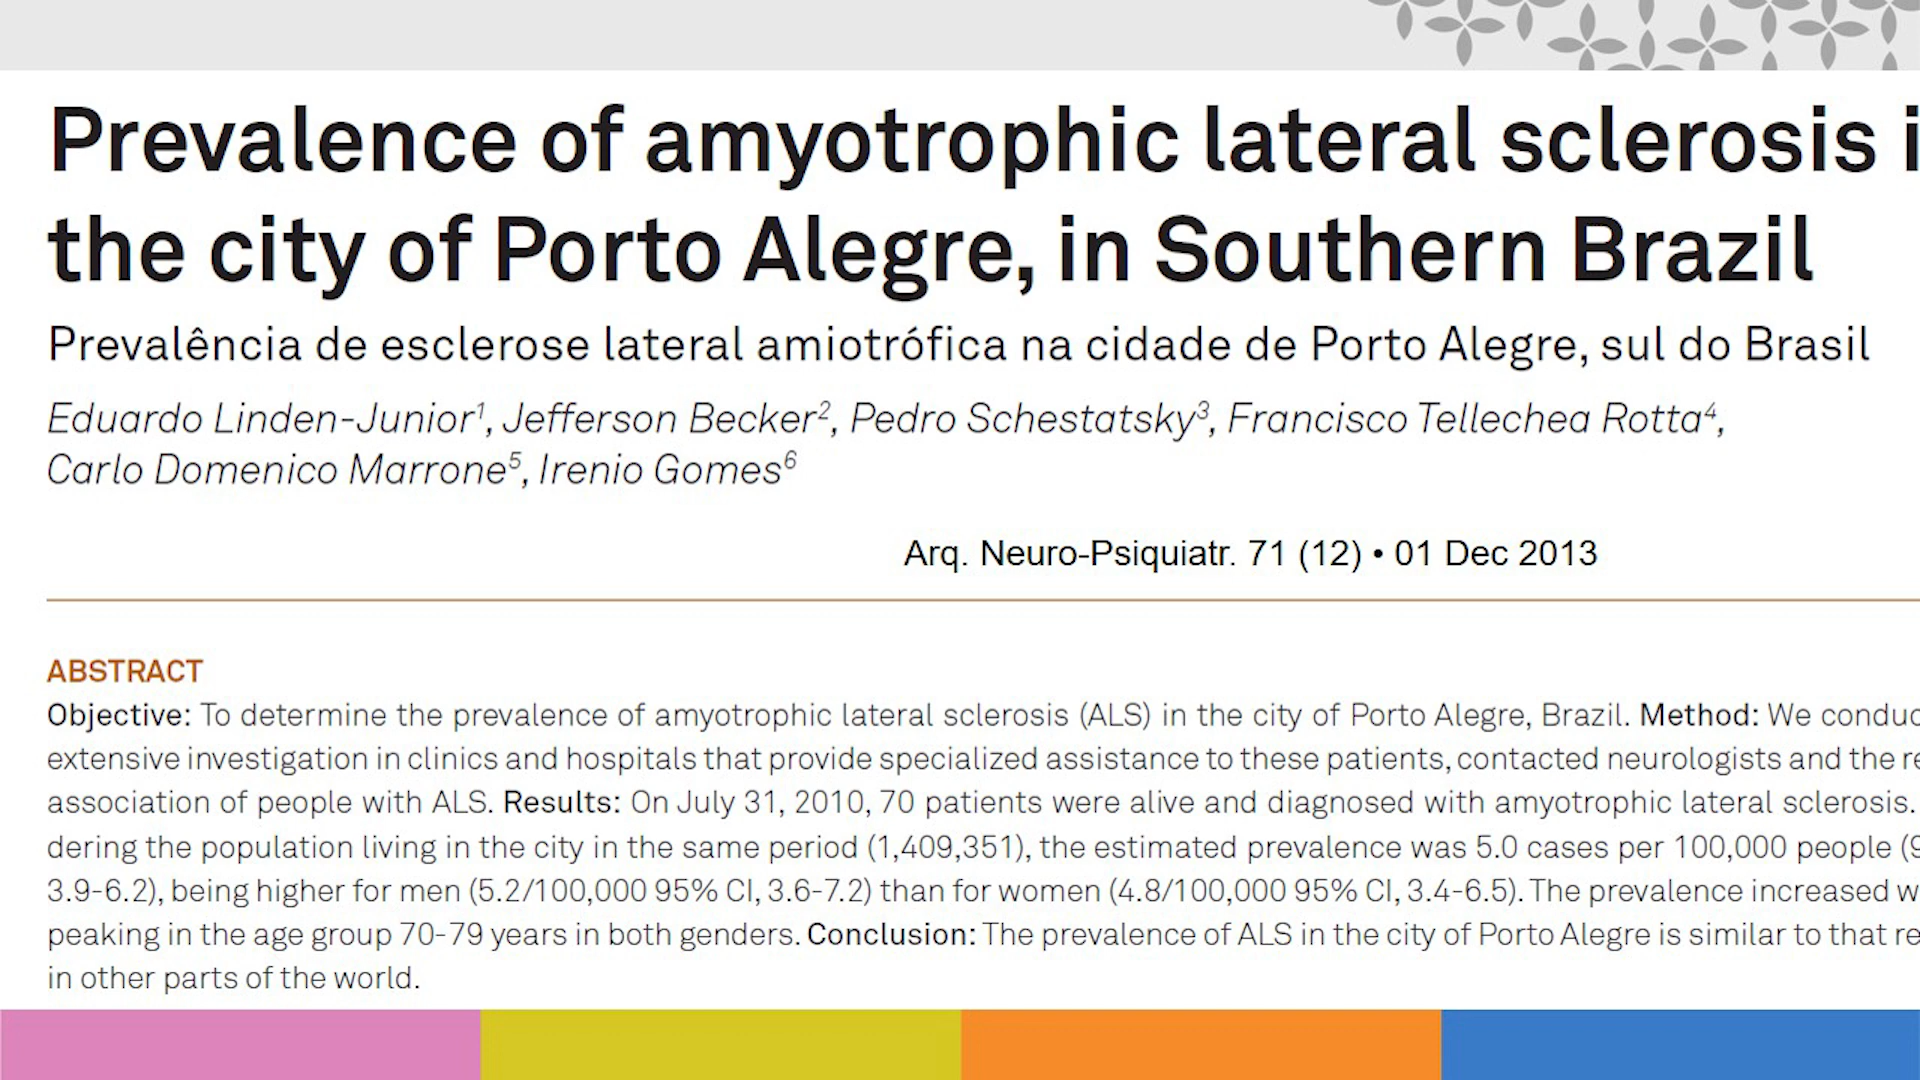 Prevalence of amyotrophic lateral sclerosis
the city of Porto Alegre, in Southern Brazil
Prevalência de esclerose lateral amiotrófica na cidade de Porto Alegre, sul do Brasil
Eduardo Linden-Junior¹, Jefferson Becker², Pedro Schestatsky³, Francisco Tellechea Rotta⁴,
Carlo Domenico Marrone⁵, Irenio Gomes⁶
Arq. Neuro-Psiquiatr. 71 (12) • 01 Dec 2013
ABSTRACT
Objective: To determine the prevalence of amyotrophic lateral sclerosis (ALS) in the city of Porto Alegre, Brazil. Method: We
extensive investigation in clinics and hospitals that provide specialized assistance to these patients, contacted neurologists and the
association of people with ALS. Results: On July 31, 2010, 70 patients were alive and diagnosed with amyotrophic lateral sclerosis.
dering the population living in the city in the same period (1,409,351), the estimated prevalence was 5.0 cases per 100,000 people
3.9-6.2), being higher for men (5.2/100,000 95% CI, 3.6-7.2) than for women (4.8/100,000 95% CI, 3.4-6.5). The prevalence increased
peaking in the age group 70-79 years in both genders. Conclusion: The prevalence of ALS in the city of Porto Alegre is similar to that
in other parts of the world.